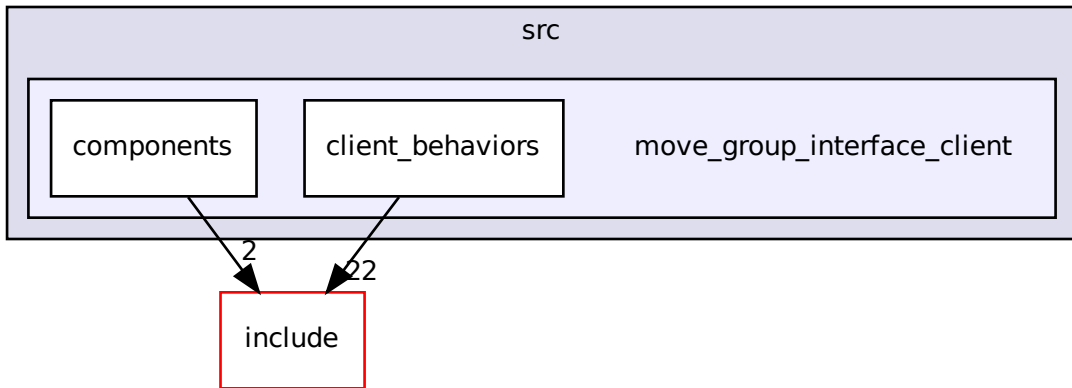 src
components
client_behaviors
move_group_interface_client
2
22
include